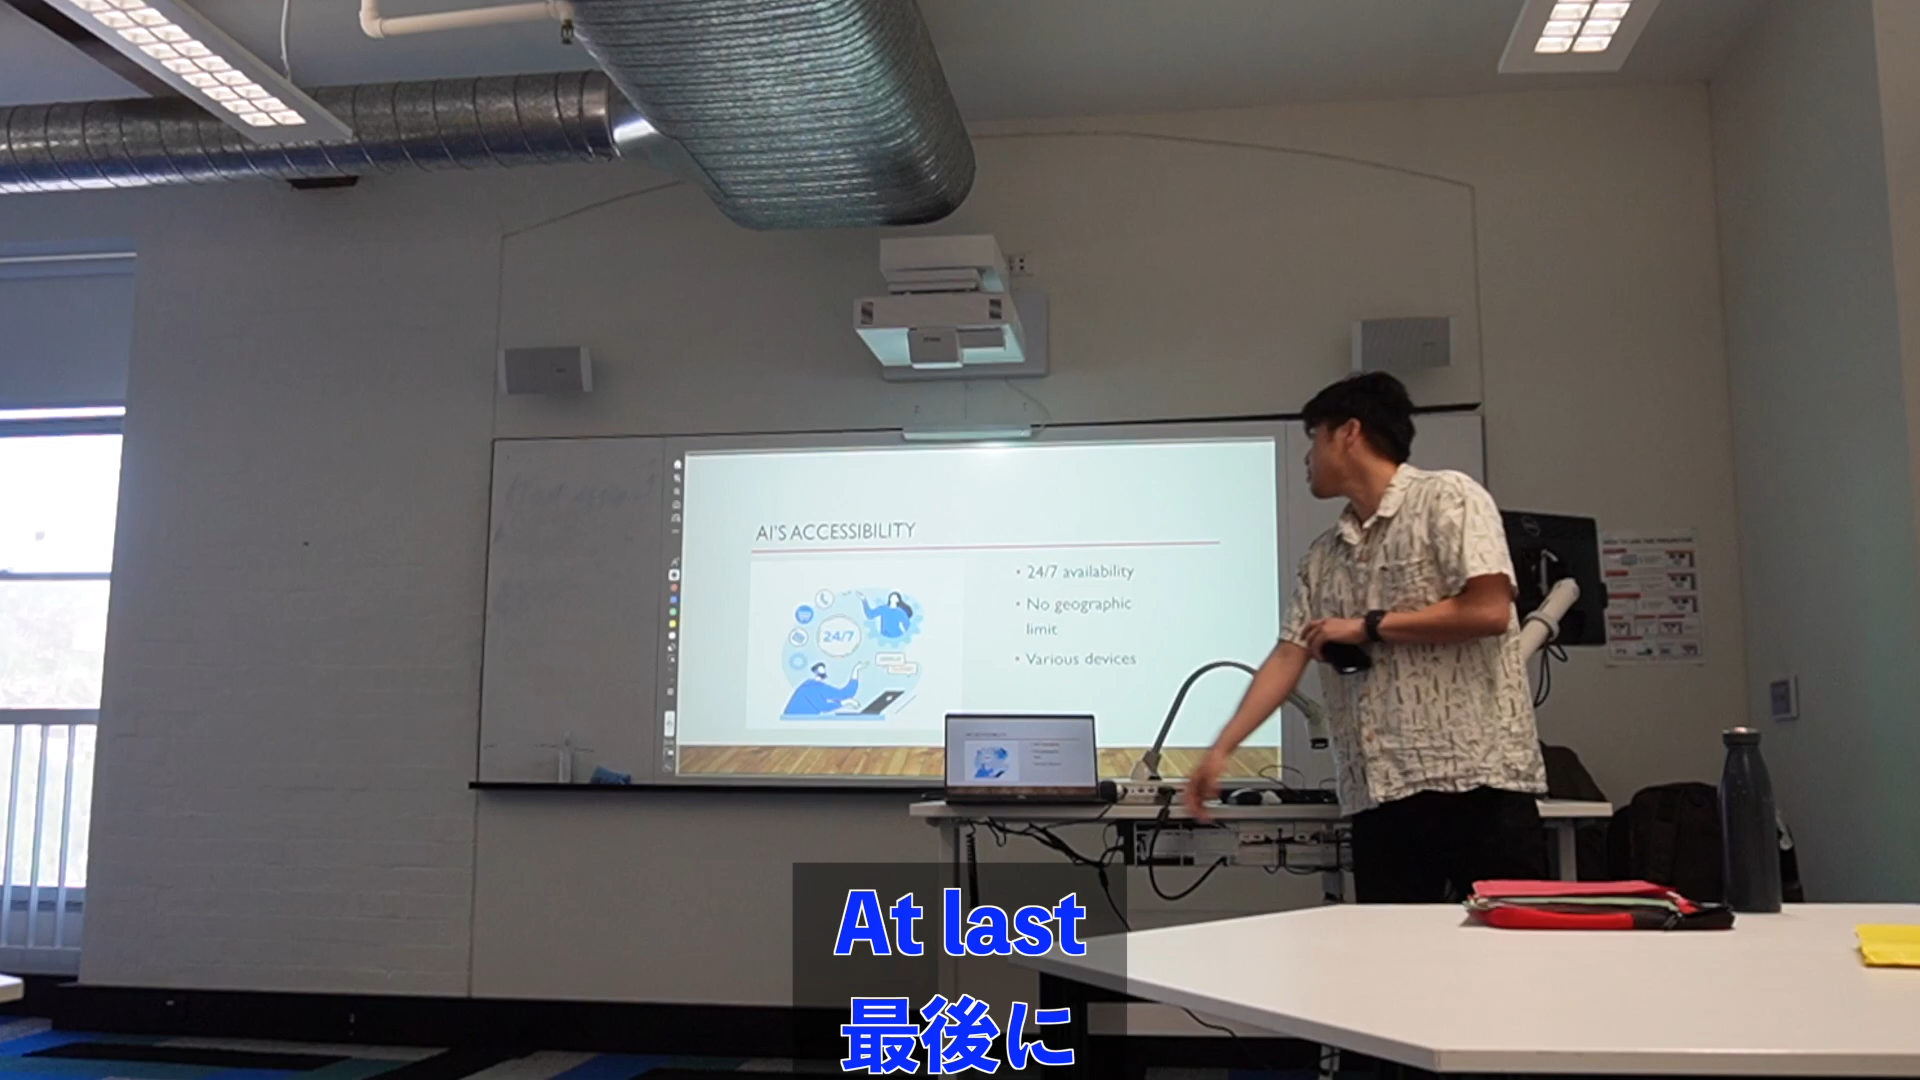 AI'S ACCESSIBILITY
• 24/7 availability
• No geographic
limit
• Various devices
24/7
At last
最後に